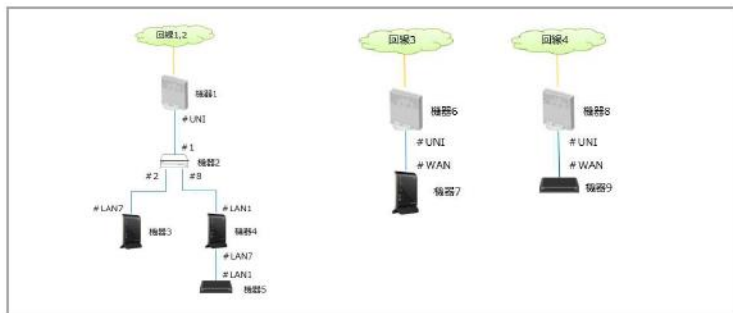 回線1,2
機器1
#UNI
#1
機器2
#2
#8
#LAN7
機器3
#LAN1
機器4
#LAN7
#LAN1
機器5
回線3
機器6
#UNI
#WAN
機器7
回線4
機器8
#UNI
#WAN
機器9